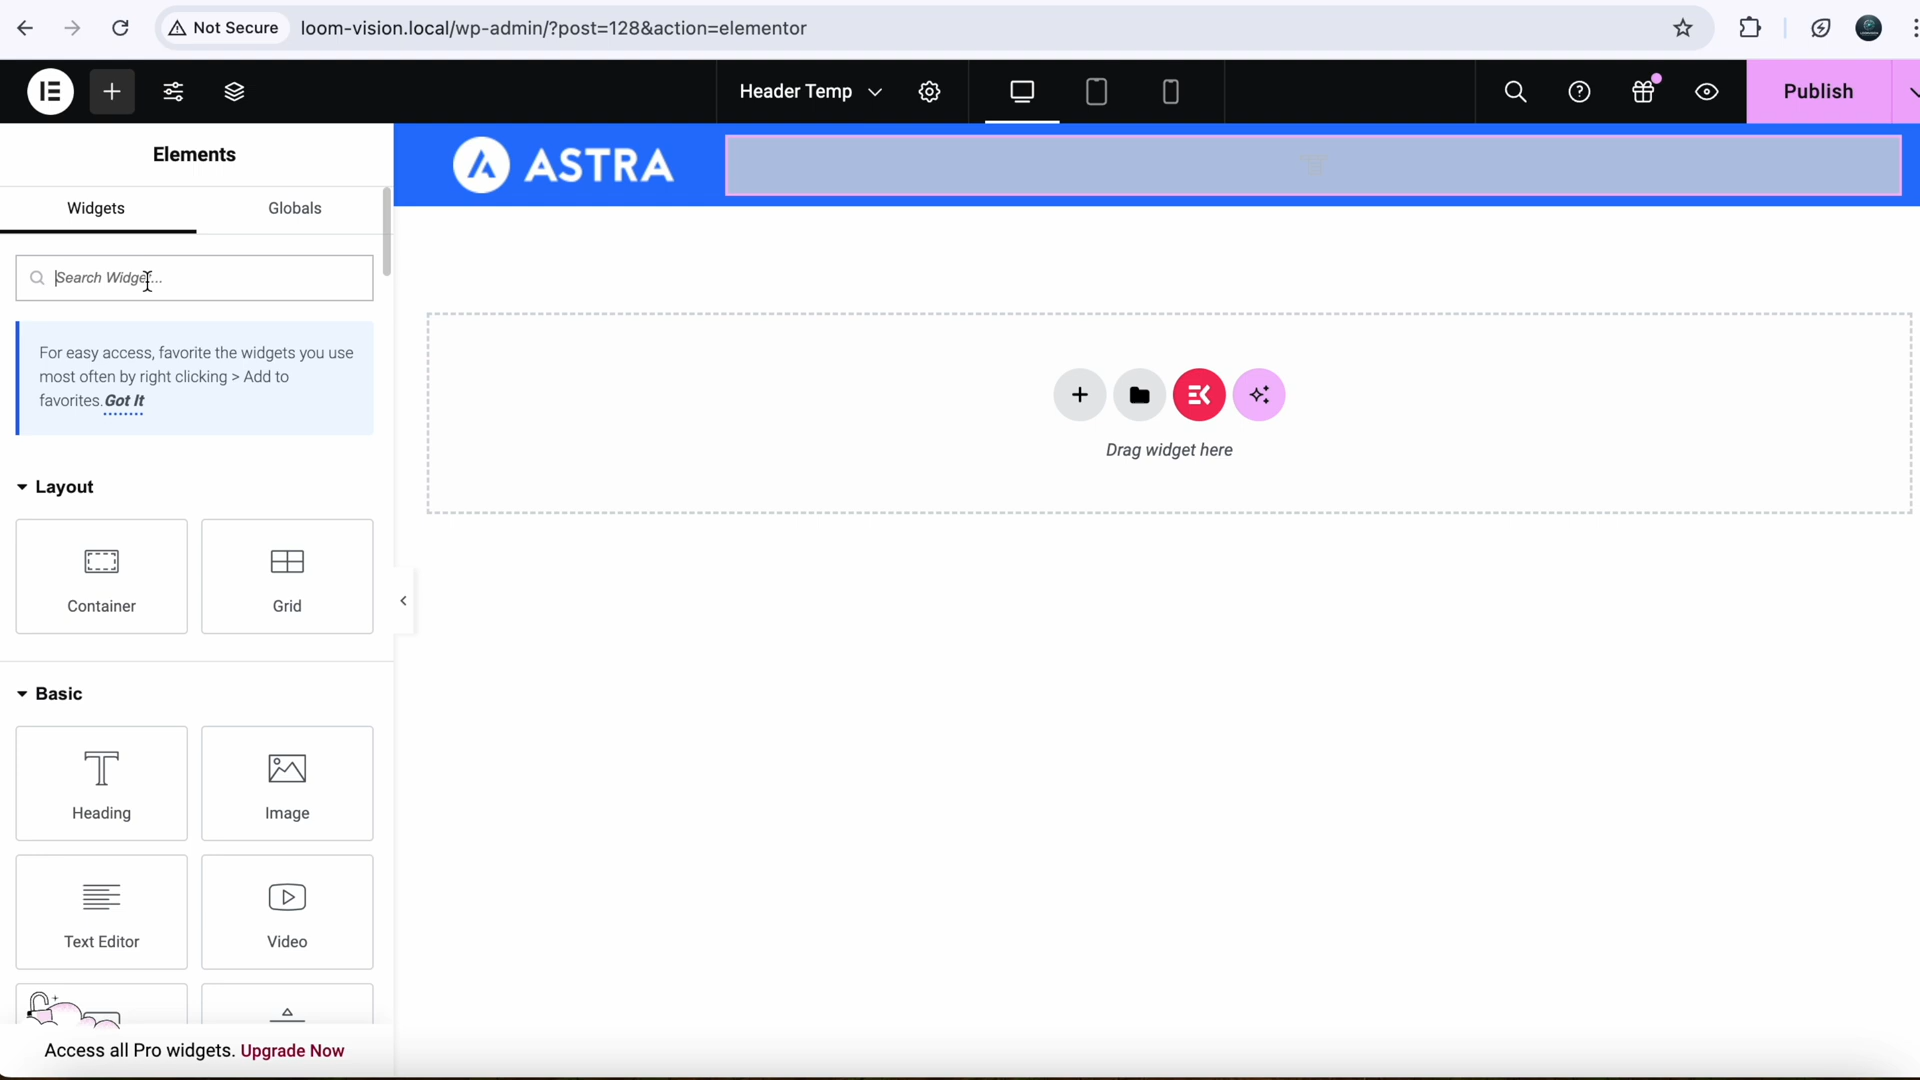 Not Secure
loom-vision.local/wp-admin/?post=128&action=elementor
Header Temp
Publish
Elements
Widgets
Globals
Search Widget...
For easy access, favorite the widgets you use
most often by right clicking > Add to
favorites. Got It
Layout
Container
Grid
Basic
Heading
Image
Text Editor
Video
Access all Pro widgets. Upgrade Now
ASTRA
Drag widget here